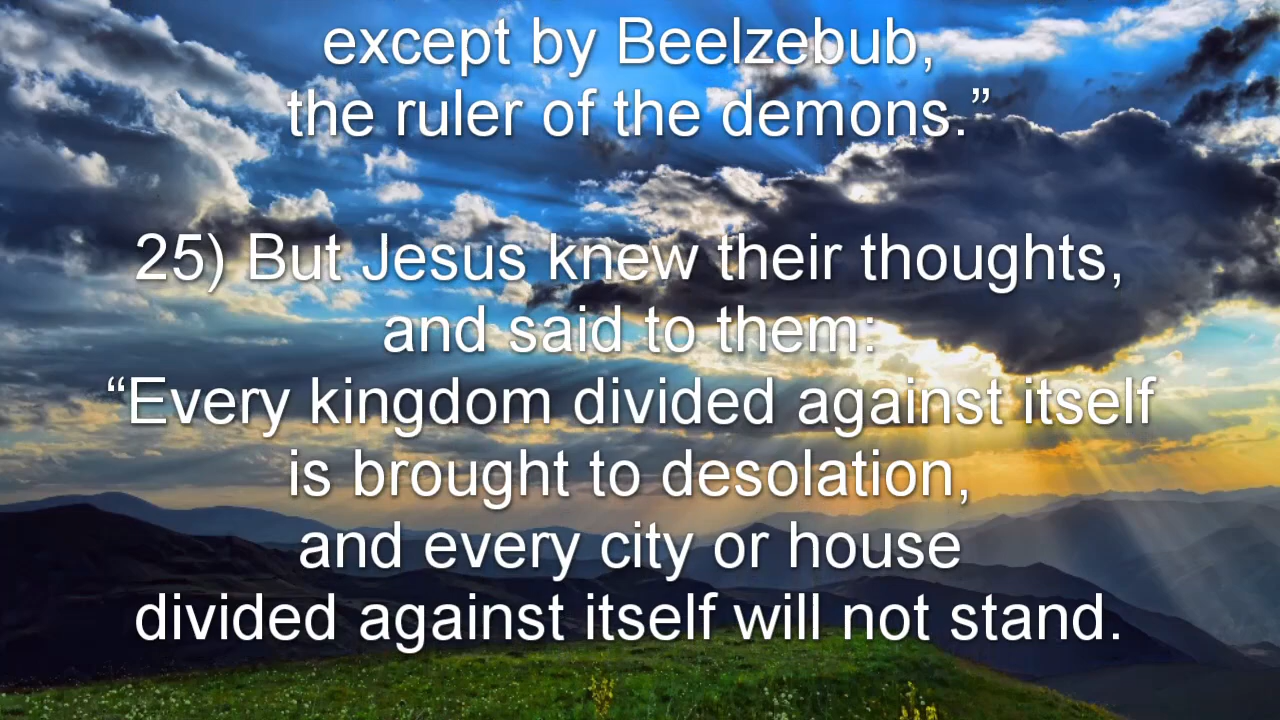 except by Beelzebub,
the ruler of the demons.”
25) But Jesus knew their thoughts,
and said to them:
“Every kingdom divided against itself
is brought to desolation,
and every city or house
divided against itself will not stand.